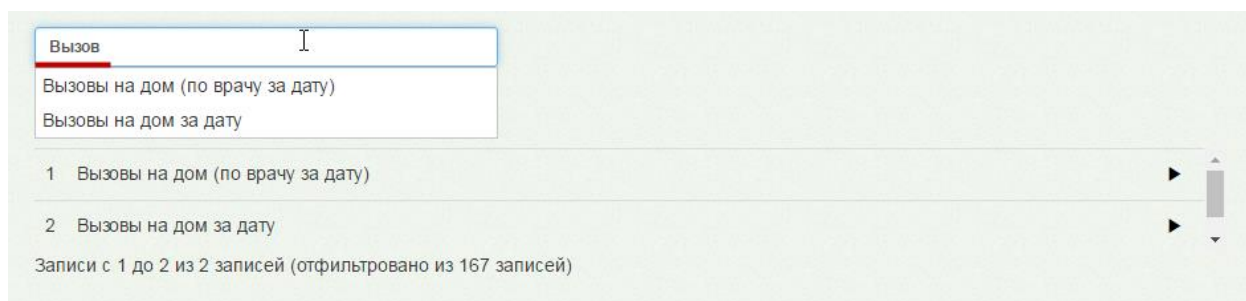 Вызов
Вызовы на дом (по врачу за дату)
Вызовы на дом за дату
1 Вызовы на дом (по врачу за дату)
2 Вызовы на дом за дату
Записи с 1 до 2 из 2 записей (отфильтровано из 167 записей)